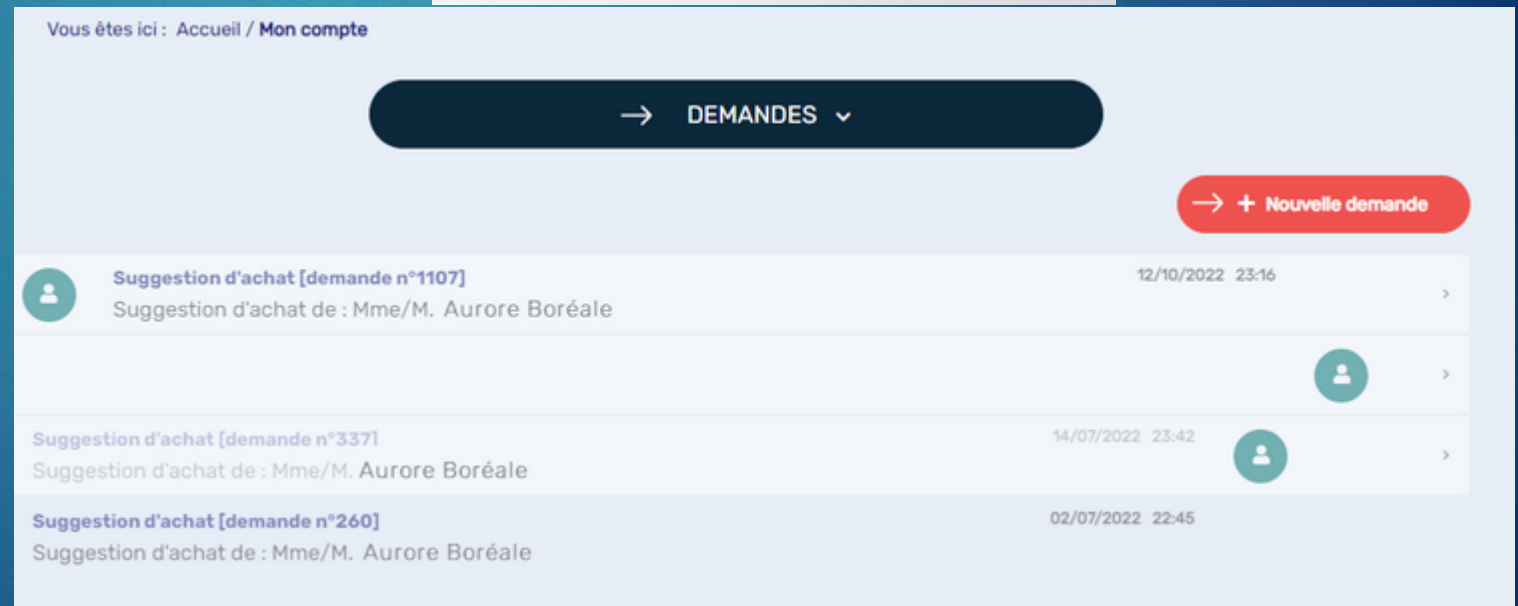 Vous êtes ici : Accueil / Mon compte
→ DEMANDES
→ + Nouvelle demande
Suggestion d'achat [demande n°1107] 12/10/2022 23:16
Suggestion d'achat de : Mme/M. Aurore Boréale
Suggestion d'achat [demande n°337] 14/07/2022 23:42
Suggestion d'achat de : Mme/M. Aurore Boréale
Suggestion d'achat [demande n°260] 02/07/2022 22:45
Suggestion d'achat de : Mme/M. Aurore Boréale